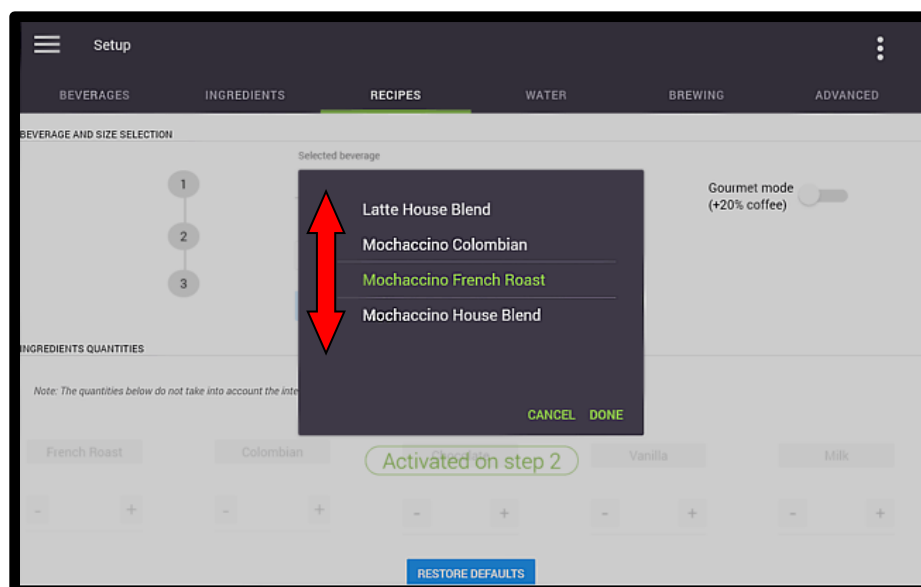 Setup
BEVERAGES INGREDIENTS RECIPES WATER BREWING ADVANCED
BEVERAGE AND SIZE SELECTION
Selected beverage
1
Gourmet mode
(+20% coffee)
Latte House Blend
2
Mochaccino Colombian
3
Mochaccino French Roast
Mochaccino House Blend
INGREDIENTS QUANTITIES
Note: The quantities below do not take into account the inte
CANCEL DONE
French Roast Colombian Chocolate Vanilla Milk
Activated on step 2
- + - + - + - + - +
RESTORE DEFAULTS